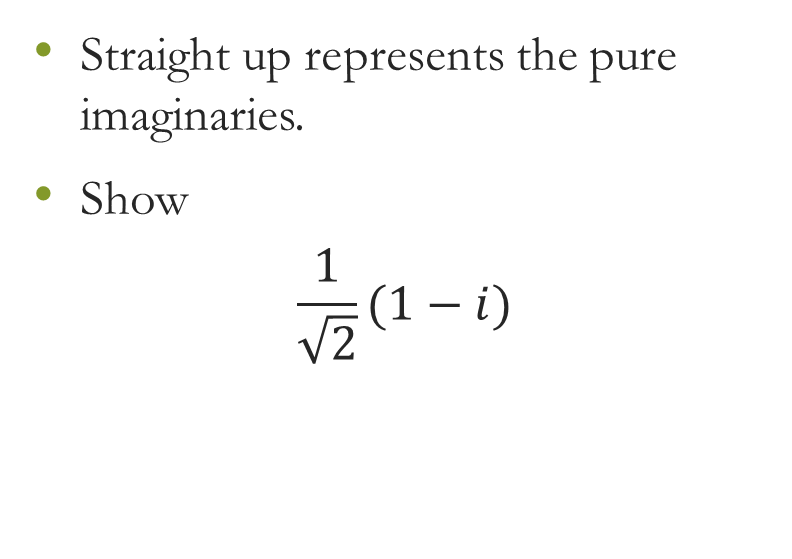 • Straight up represents the pure
imaginaries.
• Show
1
√2 (1 − i)